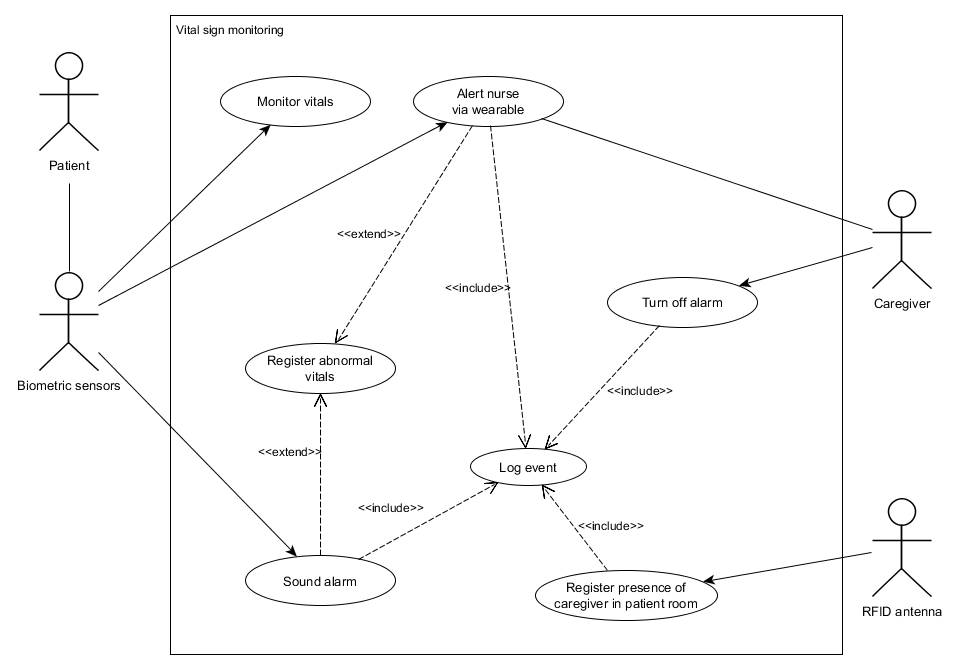 Vital sign monitoring
Monitor vitals
Alert nurse
via wearable
Patient
<<extend>>
<<include>>
Turn off alarm
Caregiver
Register abnormal
vitals
Biometric sensors
<<include>>
<<extend>>
Log event
<<include>>
<<include>>
Sound alarm
Register presence of
caregiver in patient room
RFID antenna